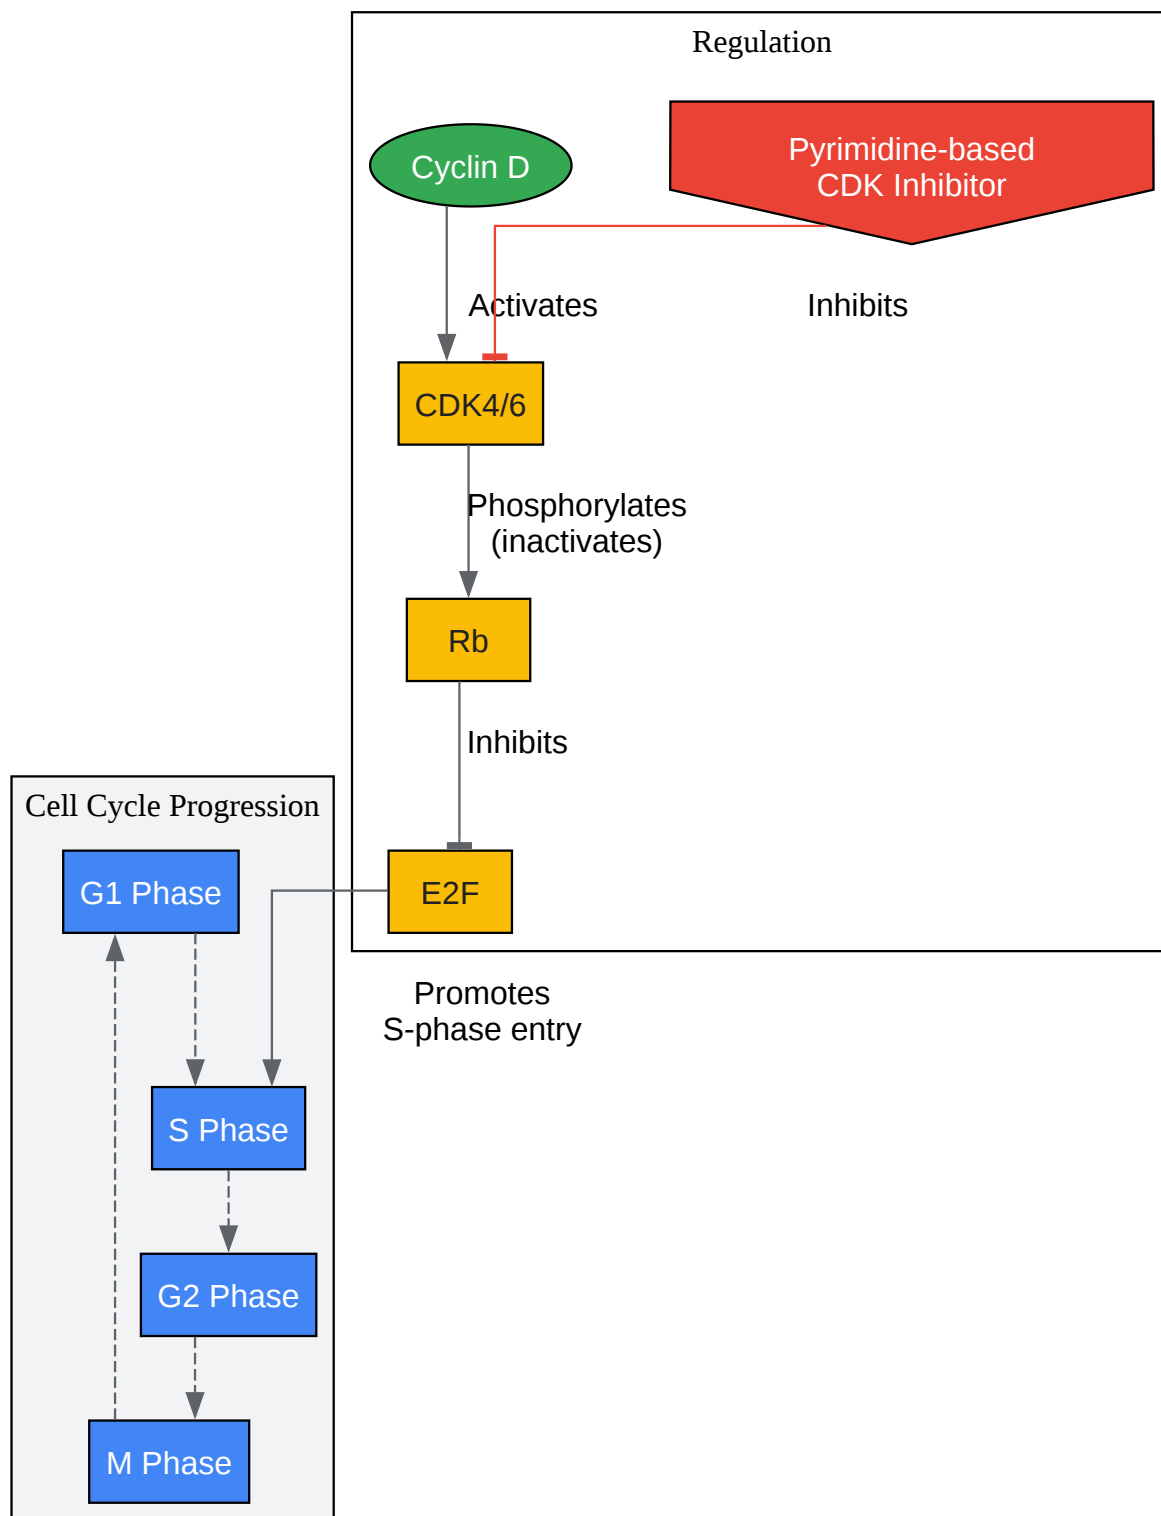 Regulation
Cyclin D
Pyrimidine-based
CDK Inhibitor
Activates
Inhibits
CDK4/6
Phosphorylates
(inactivates)
Rb
Inhibits
Cell Cycle Progression
G1 Phase
E2F
Promotes
S-phase entry
S Phase
G2 Phase
M Phase